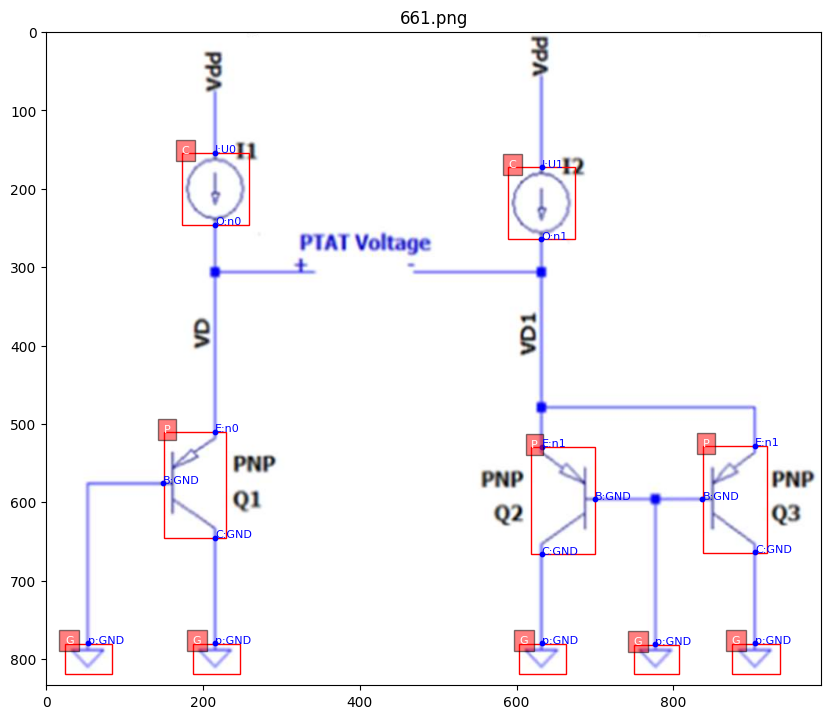 661.png
Vdd
Vdd
C
I:U0
I1
C
I:U1
I2
O:n0
O:n1
PTAT Voltage
+ -
VD
VD1
P
E:n0
P
E:n1
P
E:n1
B:GND
PNP
Q1
C:GND
PNP
Q2
B:GND
B:GND
PNP
Q3
C:GND
C:GND
G
p:GND
G
p:GND
G
p:GND
G
p:GND
G
p:GND
0
100
200
300
400
500
600
700
800
0 200 400 600 800